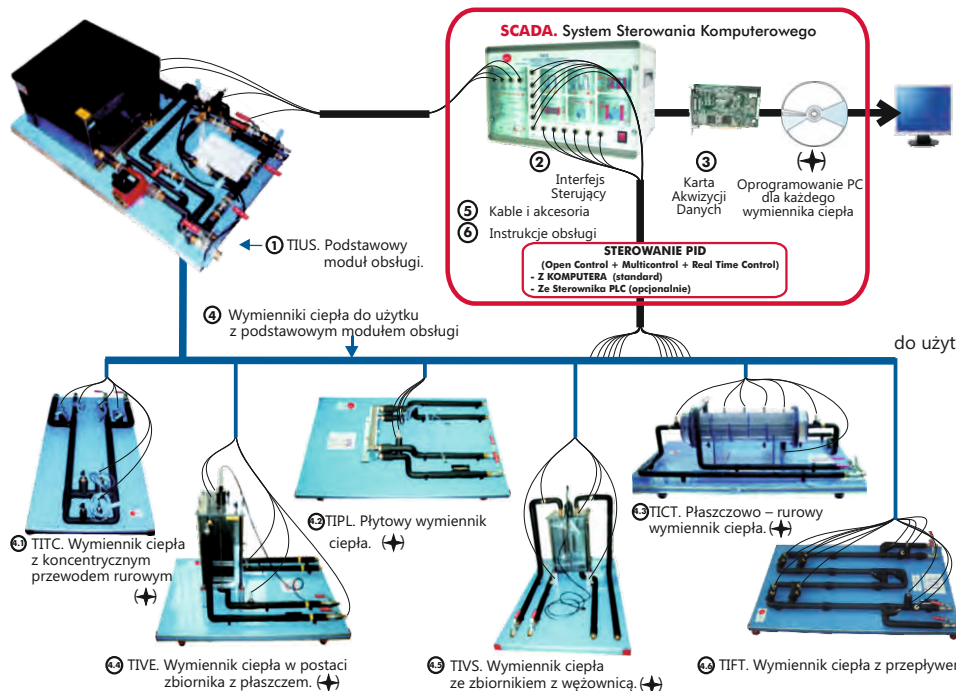 SCADA. System Sterowania Komputerowego
2
Interfejs
Sterujący
3
Karta
Akwizycji
Danych
Oprogramowanie PC
dla każdego
wymiennika ciepła
5 Kable i akcesoria
6 Instrukcje obsługi
STEROWANIE PID
(Open Control + Multicontrol + Real Time Control)
- Z KOMPUTERA (standard)
- Ze Sterownika PLC (opcjonalnie)
1 TIUS. Podstawowy
moduł obsługi.
4 Wymienniki ciepła do użytku
z podstawowym modułem obsługi
do użyt
4.1 TITC. Wymiennik ciepła
z koncentrycznym
przewodem rurowym
4.2 TIPL. Płytowy wymiennik
ciepła.
4.3 TICT. Płaszczowo – rurowy
wymiennik ciepła.
4.4 TIVE. Wymiennik ciepła w postaci
zbiornika z płaszczem.
4.5 TIVS. Wymiennik ciepła
ze zbiornikiem z wężownicą.
4.6 TIFT. Wymiennik ciepła z przepływem